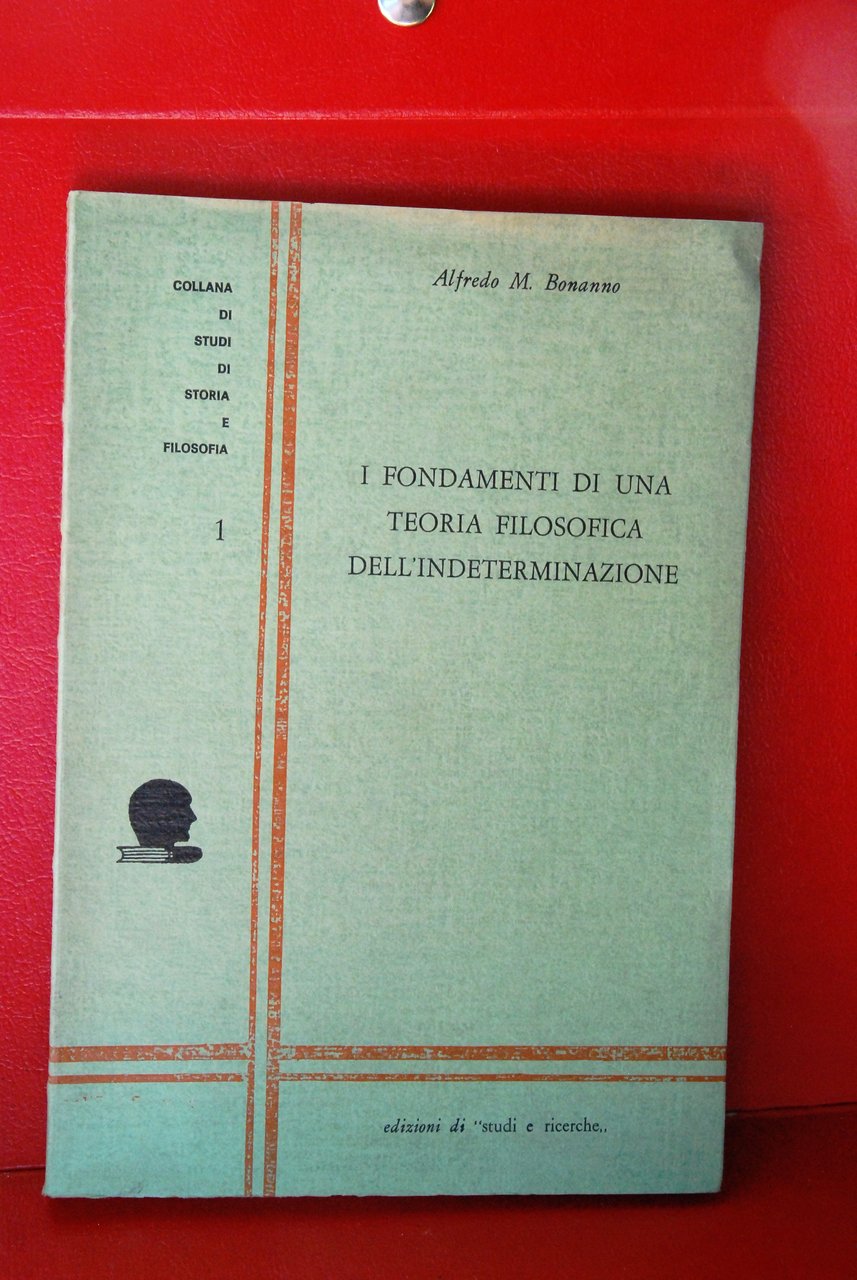 COLLANA
DI
STUDI
DI
STORIA
E
FILOSOFIA
1
Alfredo M. Bonanno
I FONDAMENTI DI UNA
TEORIA FILOSOFICA
DELL'INDETERMINAZIONE
edizioni di "studi e ricerche„